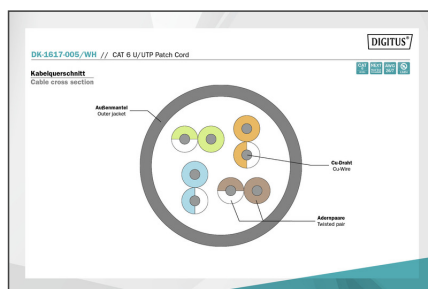 DIGITUS®
DK-1617-005/WH // CAT 6 U/UTP Patch Cord
Kabelquerschnitt
Cable cross section
Außenmantel
Outer jacket
Cu-Draht
Cu-Wire
Adernpaare
Twisted pair